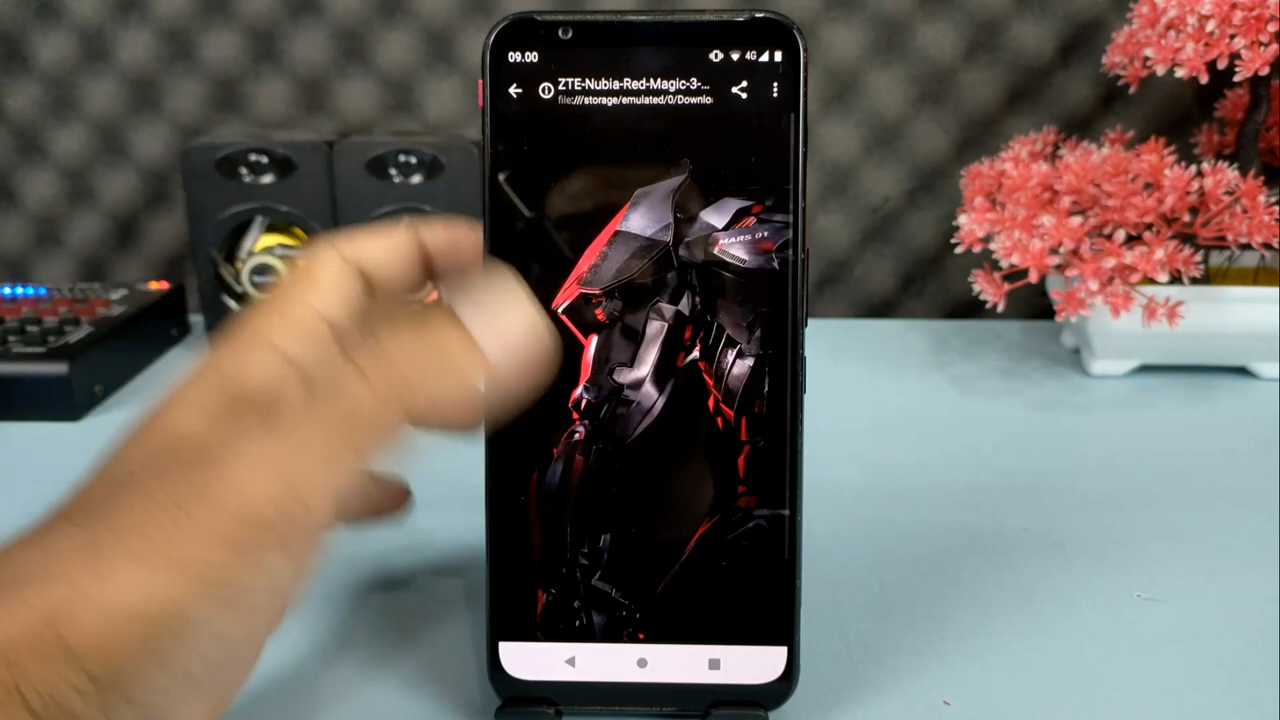 09.00
4G
ZTE-Nubia-Red-Magic-3-...
file:///storage/emulated/0/Downlo
MARS 01